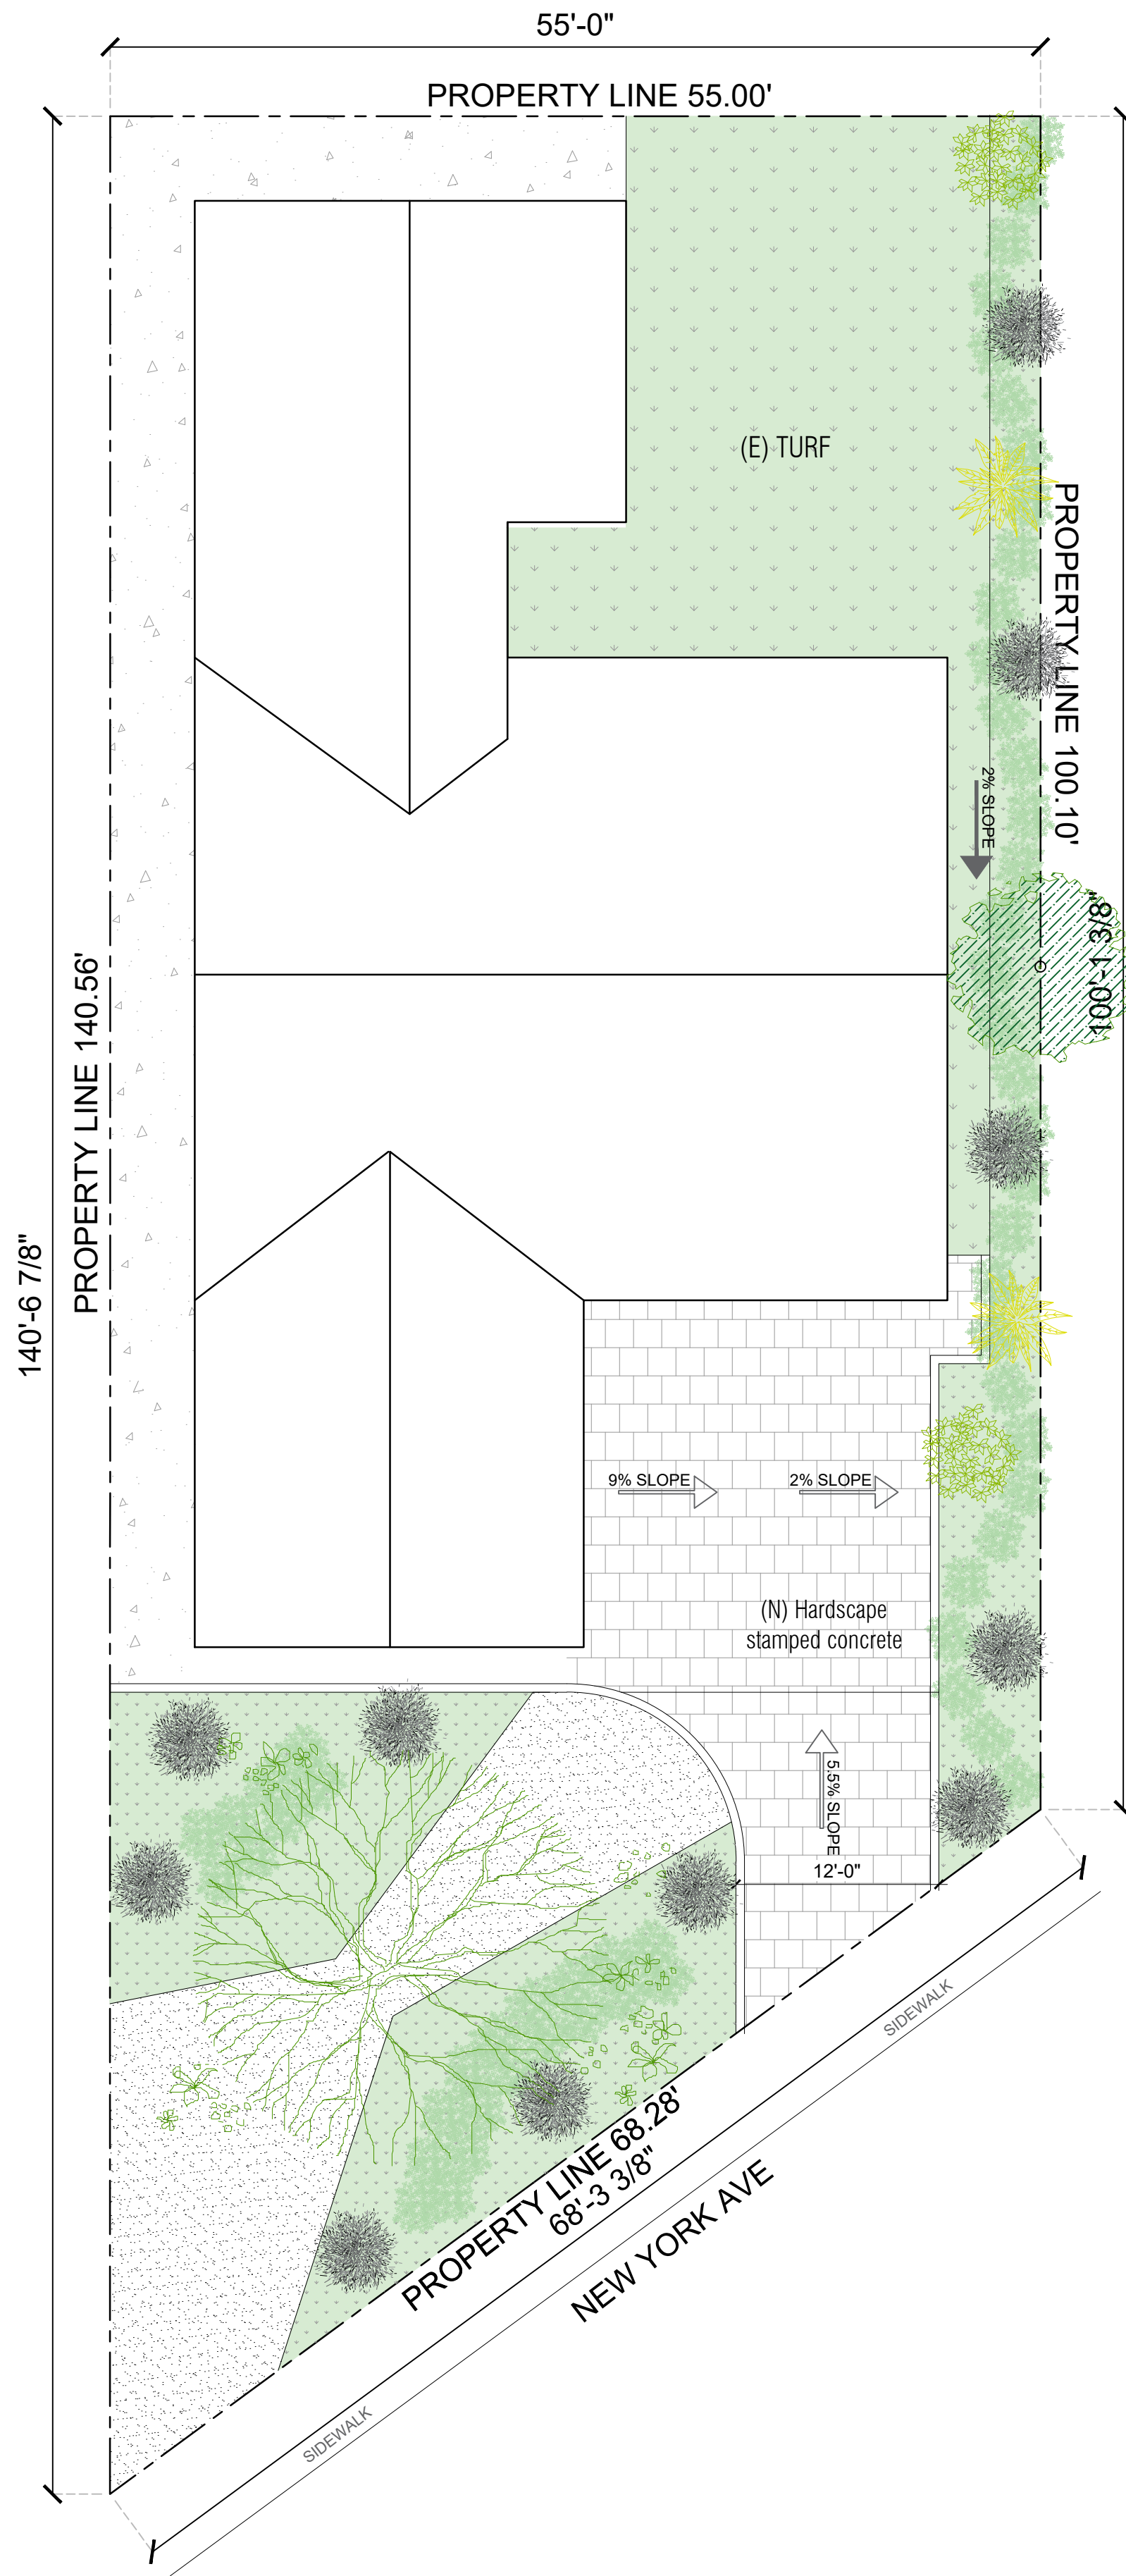 55'-0"
PROPERTY LINE 55.00'
(E) TURF
PROPERTY LINE 100.10'
2% SLOPE
100'-1 3/8"
PROPERTY LINE 140.56'
140'-6 7/8"
9% SLOPE
2% SLOPE
(N) Hardscape
stamped concrete
5.5% SLOPE
12'-0"
SIDEWALK
PROPERTY LINE 68.28'
68'-3 3/8"
NEW YORK AVE
SIDEWALK